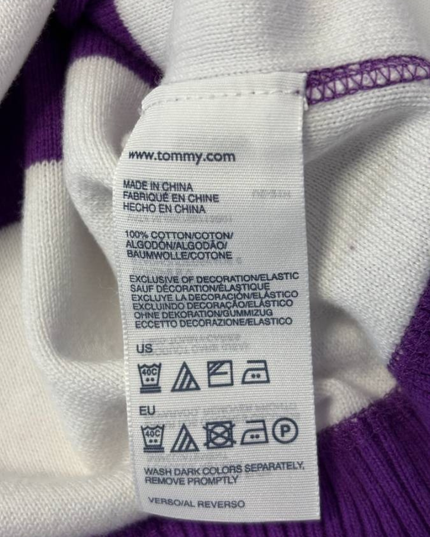 www.tommy.com
MADE IN CHINA
FABRIQUÉ EN CHINE
HECHO EN CHINA
100% COTTON/COTON/
ALGODÓN/ALGODÃO/
BAUMWOLLE/COTONE
EXCLUSIVE OF DECORATION/ELASTIC
SAUF DÉCORATION/ÉLASTIQUE
EXCLUYE LA DECORACIÓN/ELÁSTICO
EXCLUINDO DECORAÇÃO/ELÁSTICO
OHNE DEKORATION/GUMMIZUG
ECCETTO DECORAZIONE/ELASTICO
US
40C
EU
40C P
WASH DARK COLORS SEPARATELY,
REMOVE PROMPTLY
VERSO/AL REVERSO